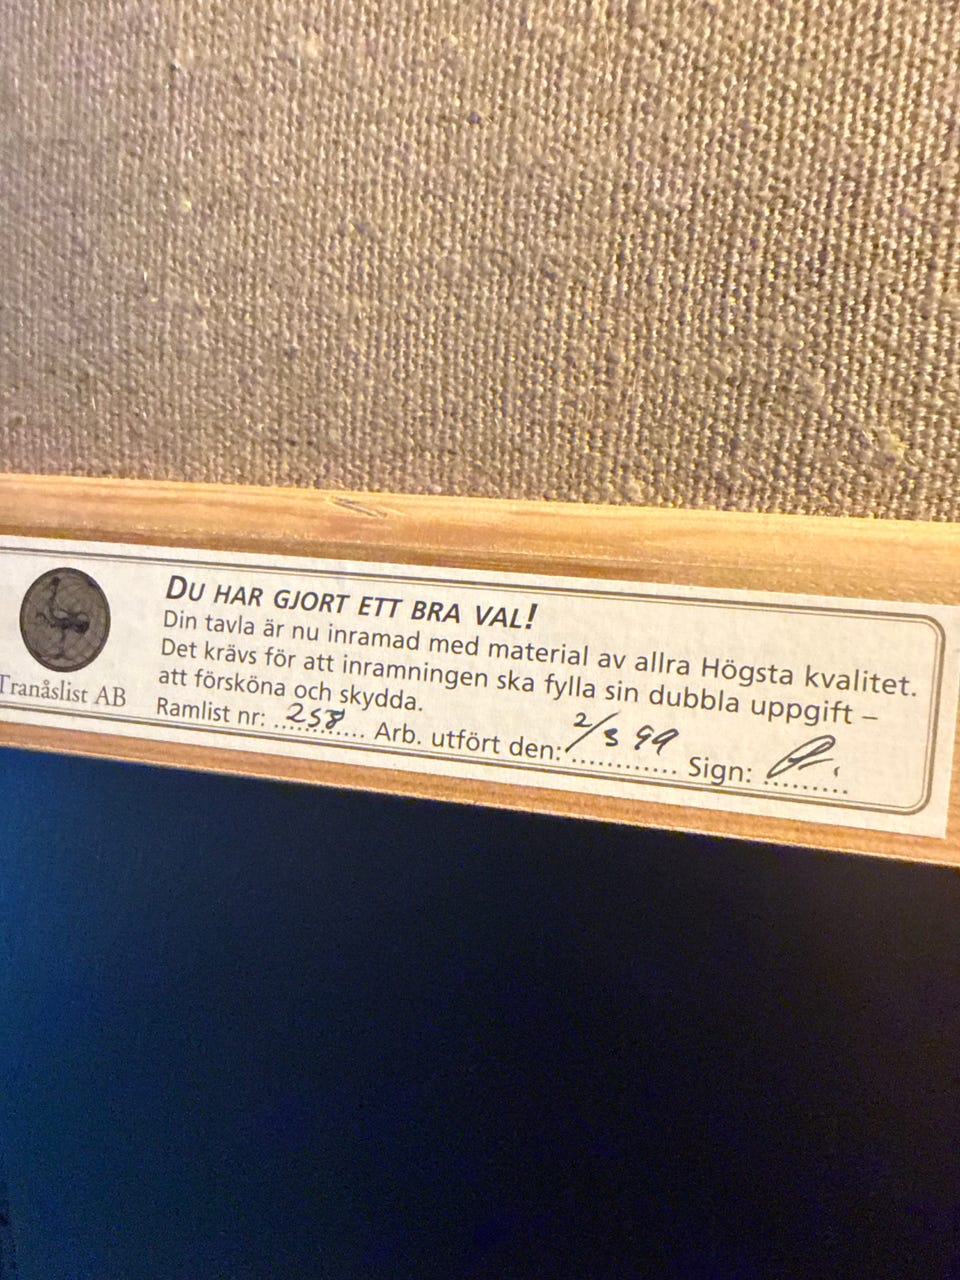 DU HAR GJORT ETT BRA VAL!
Din tavla är nu inramad med material av allra Högsta kvalitet.
Det krävs för att inramningen ska fylla sin dubbla uppgift –
att försköna och skydda.
Ramlist nr: 258 Arb. utfört den: 2/3 99 Sign:
Tranåslist AB